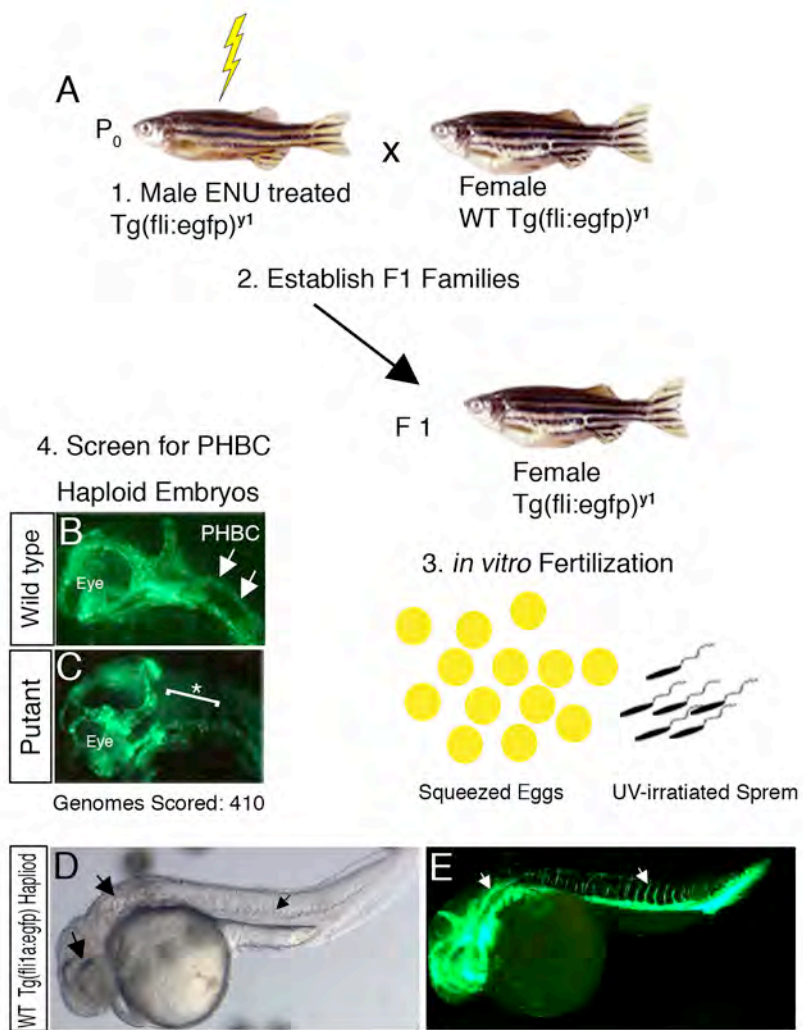 A
P0
x
1. Male ENU treated
Tg(fli:egfp)y1
Female
WT Tg(fli:egfp)y1
2. Establish F1 Families
F 1
Female
Tg(fli:egfp)y1
4. Screen for PHBC
Haploid Embryos
Wild type
B
PHBC
Eye
Putant
C
*
Eye
Genomes Scored: 410
3. in vitro Fertilization
Squeezed Eggs
UV-irratiated Sprem
WT Tg(fli1a:egfp) Hapliod
D
E